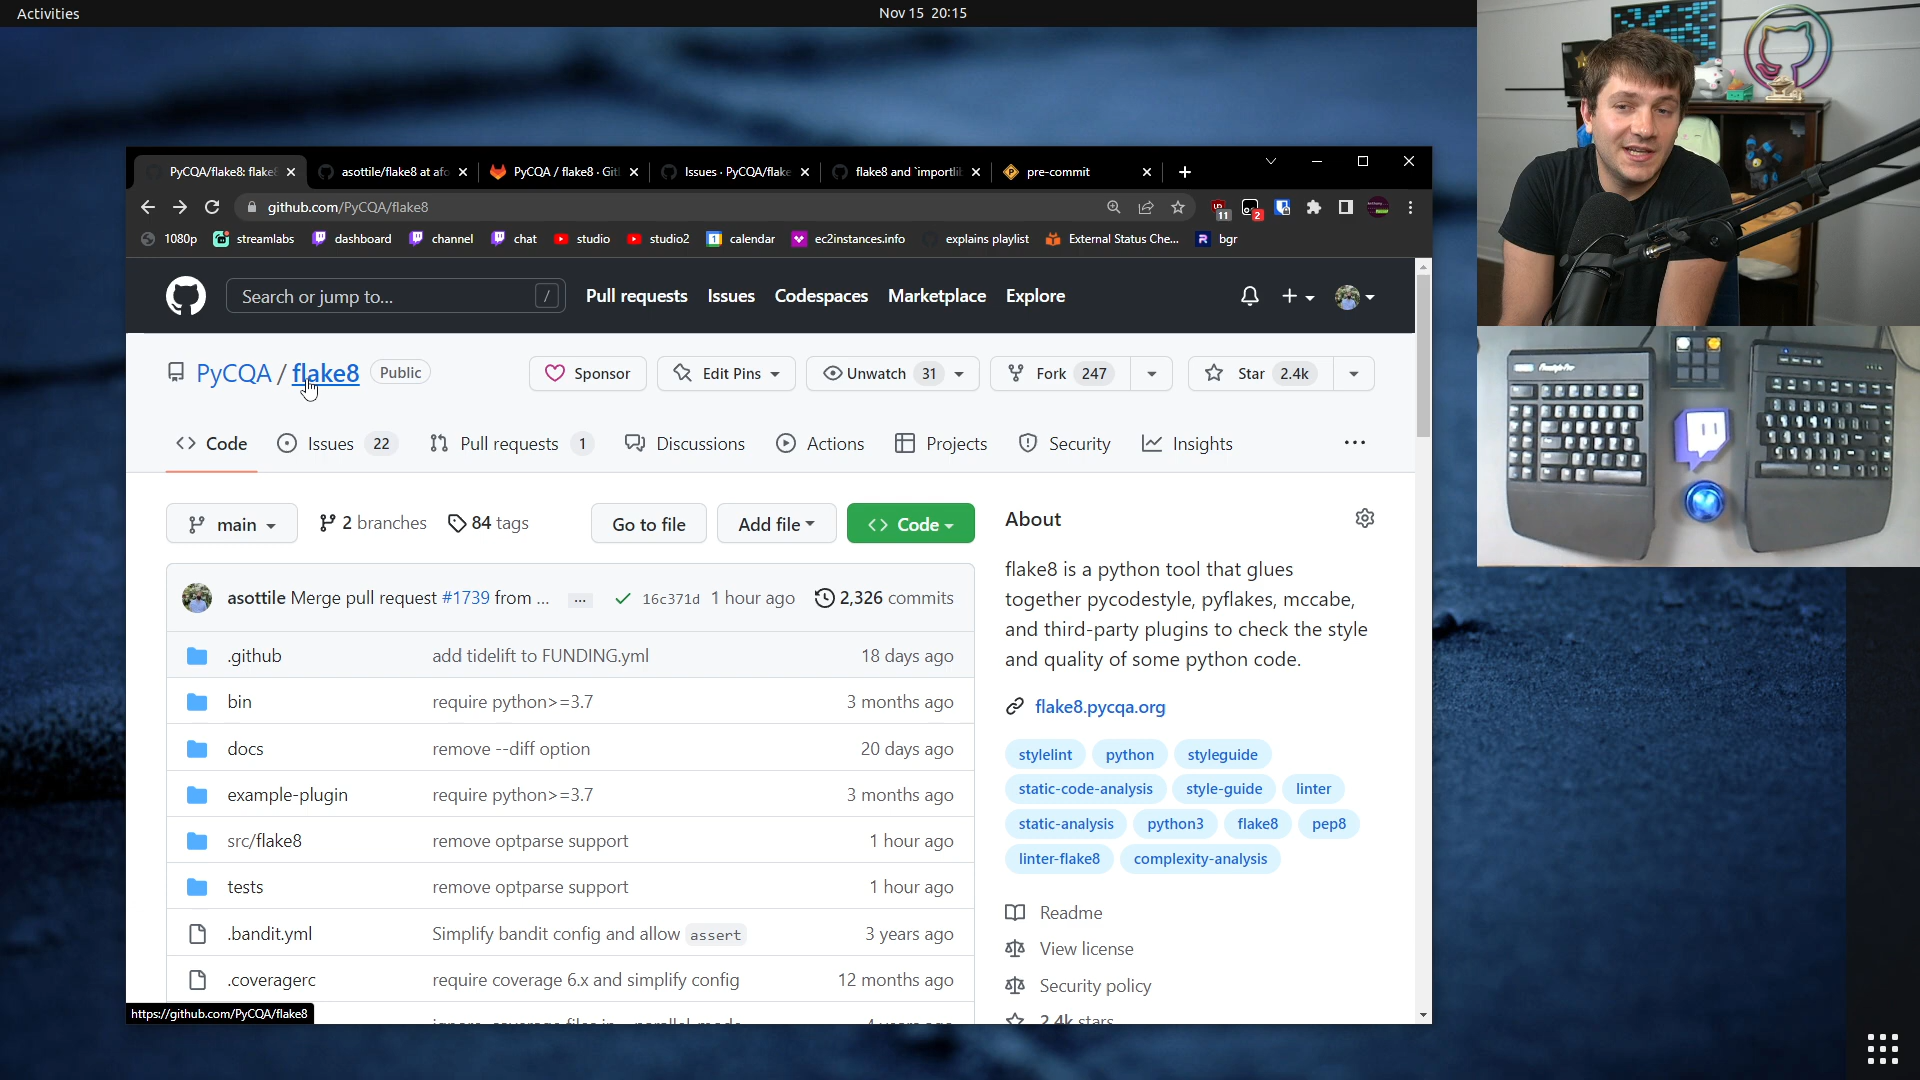 Activities
Nov 15 20:15
PyCQA/flake8: flake8
asottile/flake8 at afo
PyCQA / flake8 · Git
Issues · PyCQA/flake
flake8 and `importli
pre-commit
github.com/PyCQA/flake8
11
2
1080p
streamlabs
dashboard
channel
chat
studio
studio2
calendar
ec2instances.info
explains playlist
External Status Che...
bgr
Search or jump to...
/
Pull requests
Issues
Codespaces
Marketplace
Explore
PyCQA / flake8
Public
Sponsor
Edit Pins
Unwatch 31
Fork 247
Star 2.4k
Code
Issues 22
Pull requests 1
Discussions
Actions
Projects
Security
Insights
main
2 branches
84 tags
Go to file
Add file
Code
About
asottile Merge pull request #1739 from ...
16c371d 1 hour ago
2,326 commits
flake8 is a python tool that glues
together pycodestyle, pyflakes, mccabe,
and third-party plugins to check the style
and quality of some python code.
.github
add tidelift to FUNDING.yml
18 days ago
bin
require python>=3.7
3 months ago
docs
remove --diff option
20 days ago
example-plugin
require python>=3.7
3 months ago
src/flake8
remove optparse support
1 hour ago
tests
remove optparse support
1 hour ago
.bandit.yml
Simplify bandit config and allow assert
3 years ago
.coveragerc
require coverage 6.x and simplify config
12 months ago
flake8.pycqa.org
stylelint
python
styleguide
static-code-analysis
style-guide
linter
static-analysis
python3
flake8
pep8
linter-flake8
complexity-analysis
Readme
View license
Security policy
2.4k stars
https://github.com/PyCQA/flake8